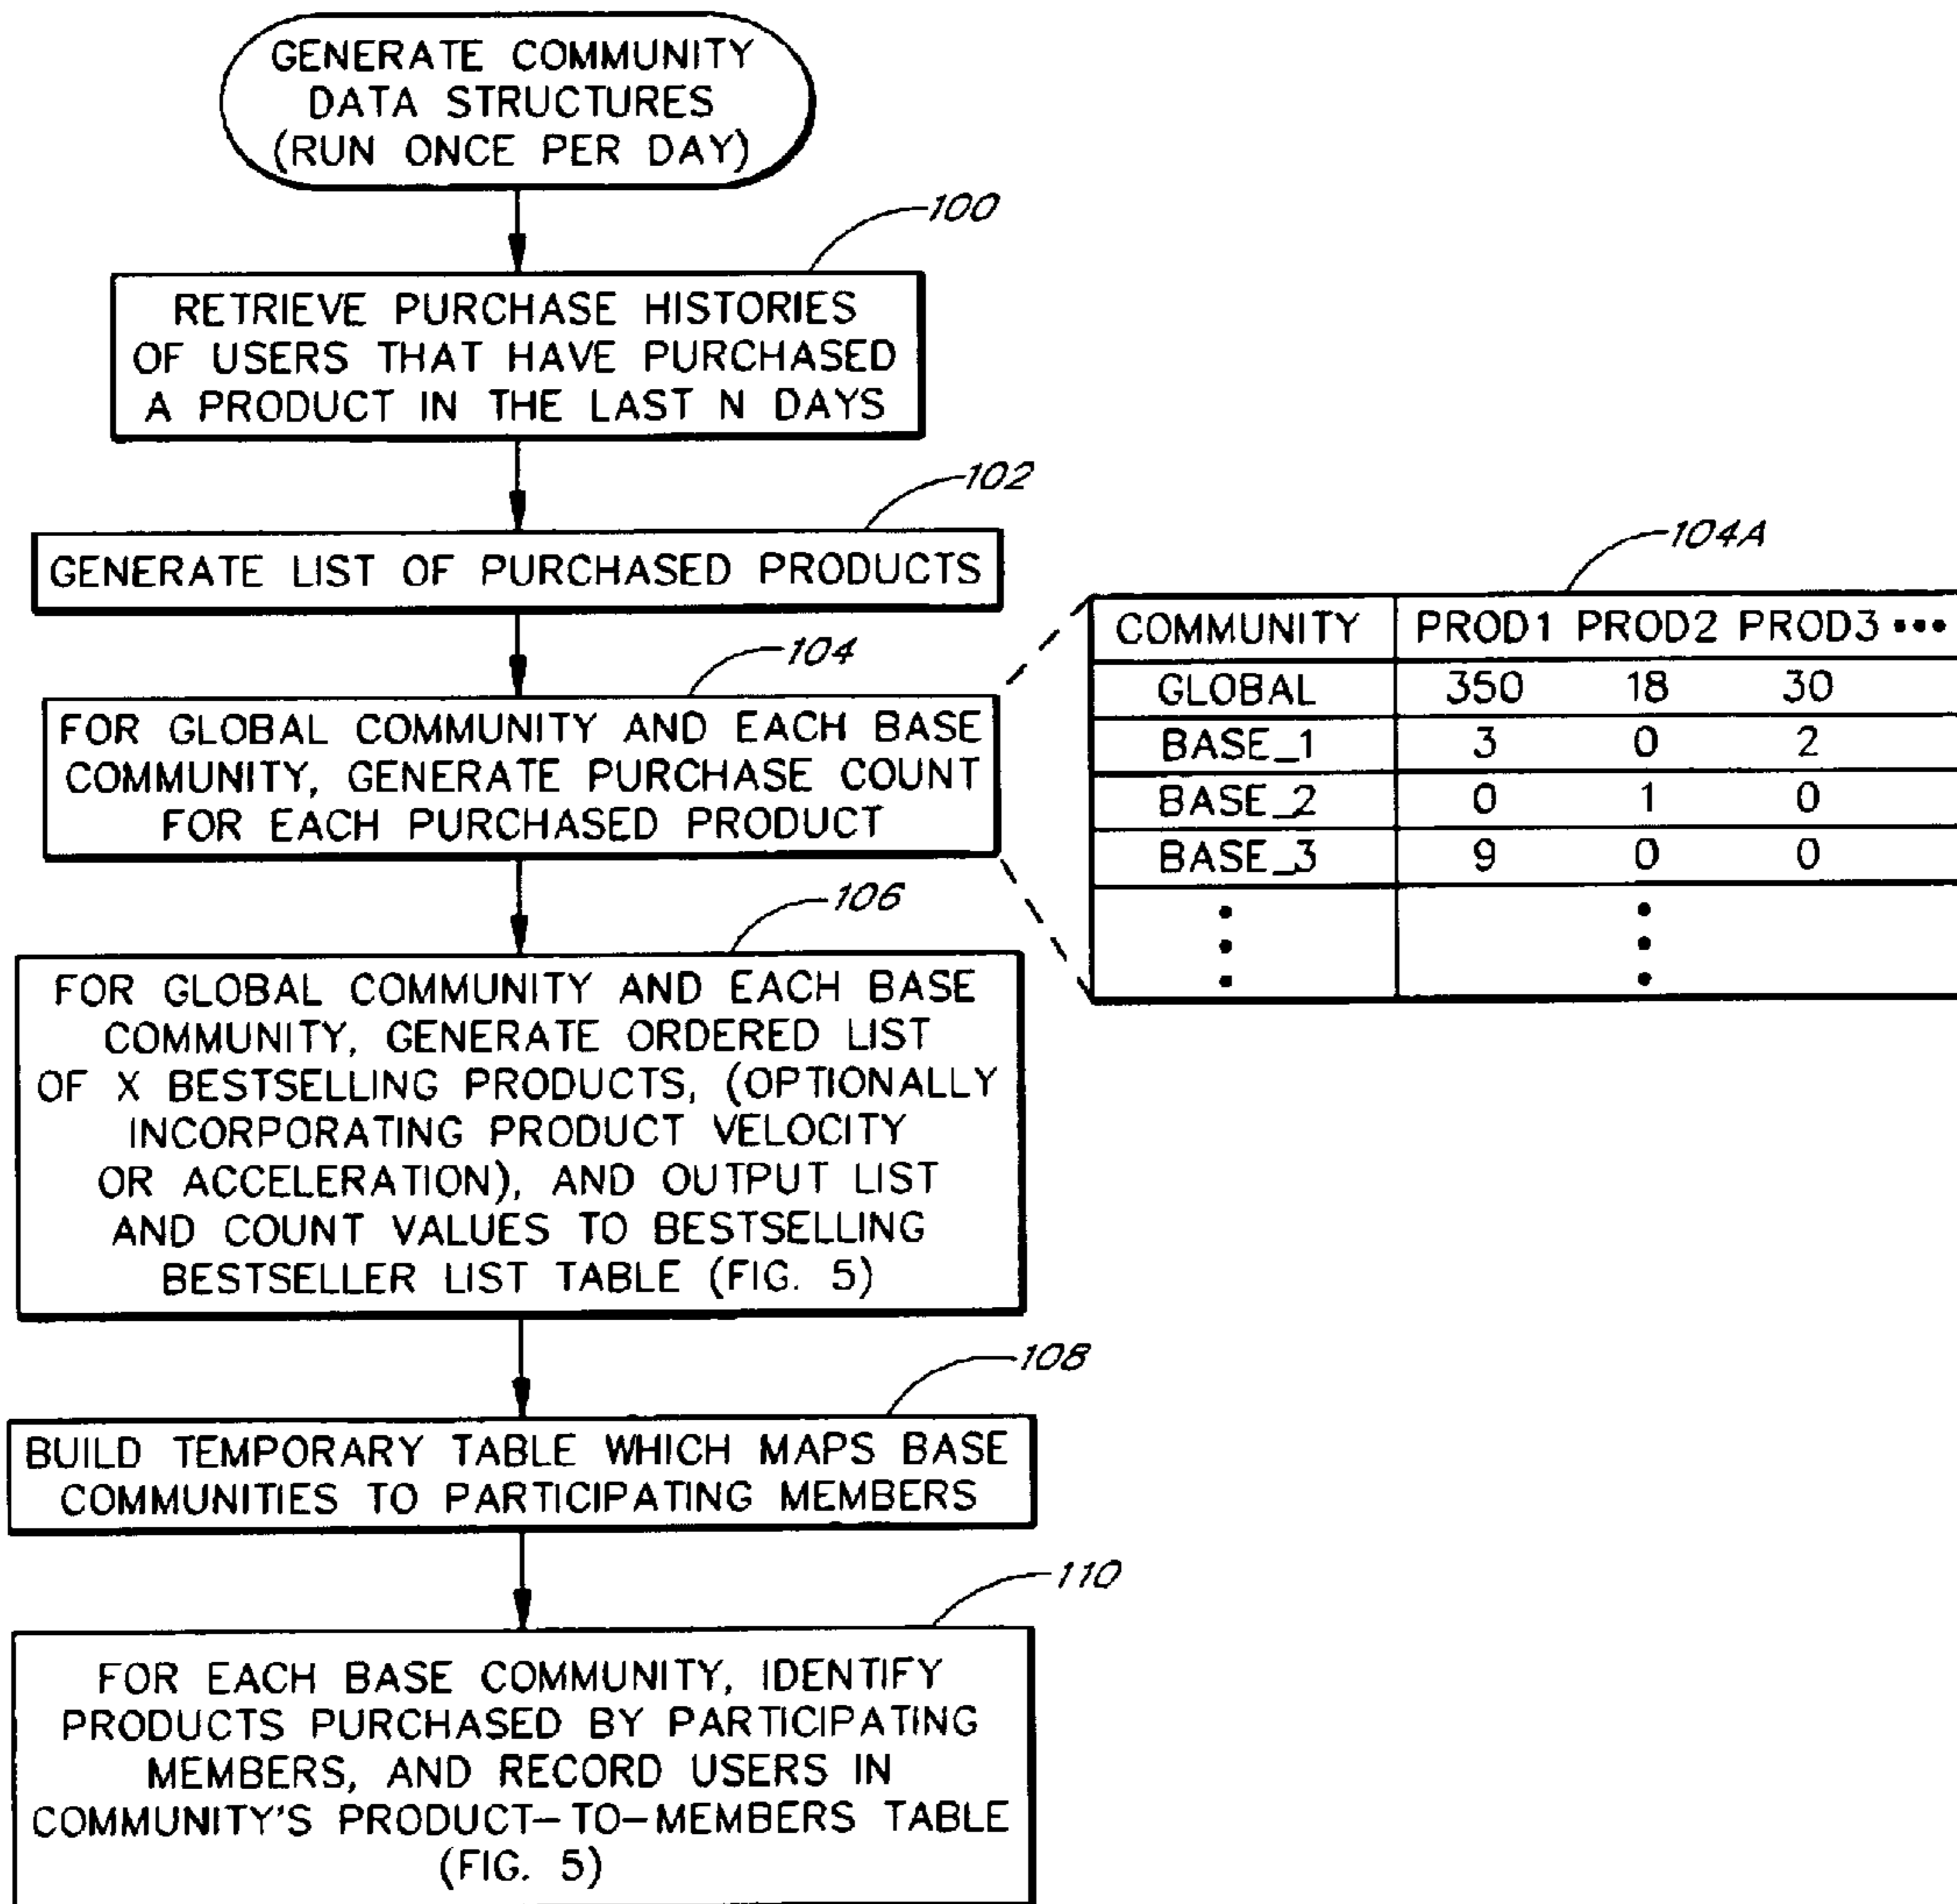 GENERATE COMMUNITY
DATA STRUCTURES
(RUN ONCE PER DAY)
100
RETRIEVE PURCHASE HISTORIES
OF USERS THAT HAVE PURCHASED
A PRODUCT IN THE LAST N DAYS
102
GENERATE LIST OF PURCHASED PRODUCTS
104
FOR GLOBAL COMMUNITY AND EACH BASE
COMMUNITY, GENERATE PURCHASE COUNT
FOR EACH PURCHASED PRODUCT
104A
COMMUNITY PROD1 PROD2 PROD3 •••
GLOBAL 350 18 30
BASE_1 3 0 2
BASE_2 0 1 0
BASE_3 9 0 0
106
FOR GLOBAL COMMUNITY AND EACH BASE
COMMUNITY, GENERATE ORDERED LIST
OF X BESTSELLING PRODUCTS, (OPTIONALLY
INCORPORATING PRODUCT VELOCITY
OR ACCELERATION), AND OUTPUT LIST
AND COUNT VALUES TO BESTSELLING
BESTSELLER LIST TABLE (FIG. 5)
108
BUILD TEMPORARY TABLE WHICH MAPS BASE
COMMUNITIES TO PARTICIPATING MEMBERS
110
FOR EACH BASE COMMUNITY, IDENTIFY
PRODUCTS PURCHASED BY PARTICIPATING
MEMBERS, AND RECORD USERS IN
COMMUNITY'S PRODUCT-TO-MEMBERS TABLE
(FIG. 5)